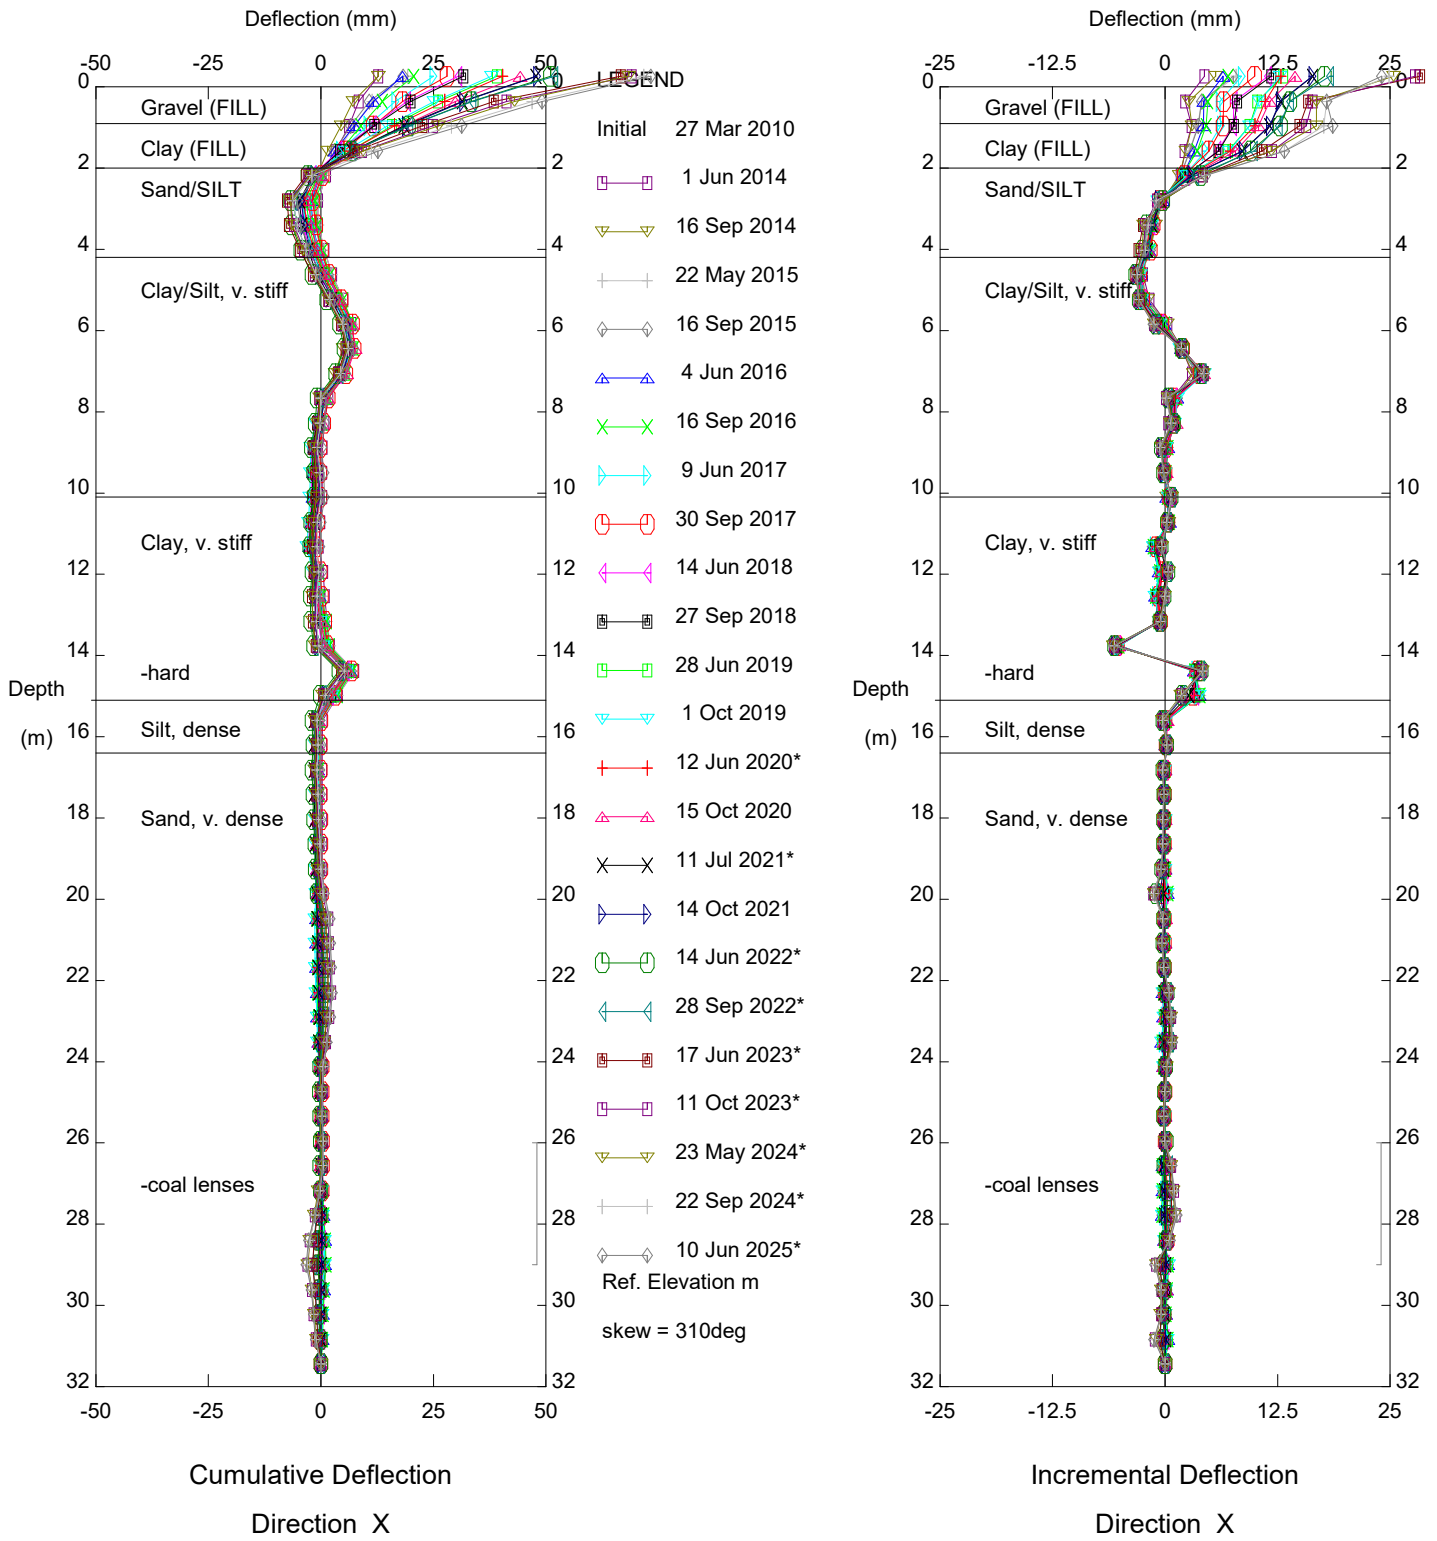 Deflection (mm)
-50 -25 0 25 50
0 0
Gravel (FILL)
Clay (FILL)
2 2
Sand/SILT
4 4
Clay/Silt, v. stiff
6 6
8 8
10 10
Clay, v. stiff
12 12
14 14
-hard
Depth
(m)
Silt, dense
16 16
18 18
Sand, v. dense
20 20
22 22
24 24
26 26
-coal lenses
28 28
30 30
32 32
-50 -25 0 25 50
Cumulative Deflection
Direction X
LEGEND
Initial 27 Mar 2010
1 Jun 2014
16 Sep 2014
22 May 2015
16 Sep 2015
4 Jun 2016
16 Sep 2016
9 Jun 2017
30 Sep 2017
14 Jun 2018
27 Sep 2018
28 Jun 2019
1 Oct 2019
12 Jun 2020*
15 Oct 2020
11 Jul 2021*
14 Oct 2021
14 Jun 2022*
28 Sep 2022*
17 Jun 2023*
11 Oct 2023*
23 May 2024*
22 Sep 2024*
10 Jun 2025*
Ref. Elevation m
skew = 310deg
Deflection (mm)
-25 -12.5 0 12.5 25
0 0
Gravel (FILL)
Clay (FILL)
2 2
Sand/SILT
4 4
Clay/Silt, v. stiff
6 6
8 8
10 10
Clay, v. stiff
12 12
14 14
-hard
Depth
(m)
Silt, dense
16 16
18 18
Sand, v. dense
20 20
22 22
24 24
26 26
-coal lenses
28 28
30 30
32 32
-25 -12.5 0 12.5 25
Incremental Deflection
Direction X